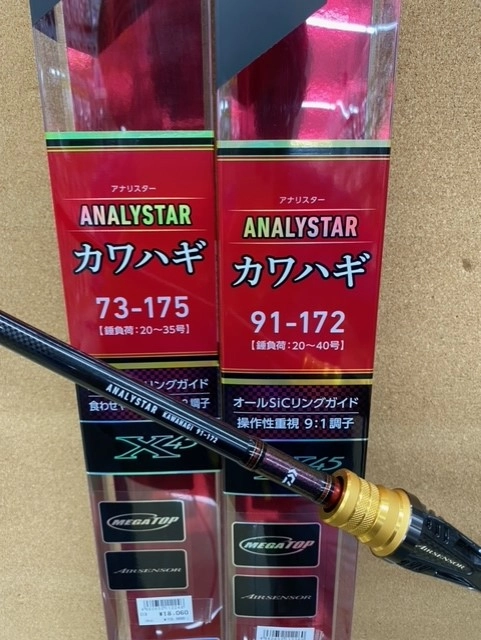 アナリスター
ANALYSTAR
カワハギ
73-175
【錘負荷：20～35号】
リングガイド
食わせ
調子
X45
MEGATOP
AIRSENSOR
アナリスター
ANALYSTAR
カワハギ
91-172
【錘負荷：20～40号】
オールSiCリングガイド
操作性重視 9:1調子
45
MEGATOP
AIRSENSOR
ANALYSTAR KAWAHAGI 91-172
AIRSENSOR